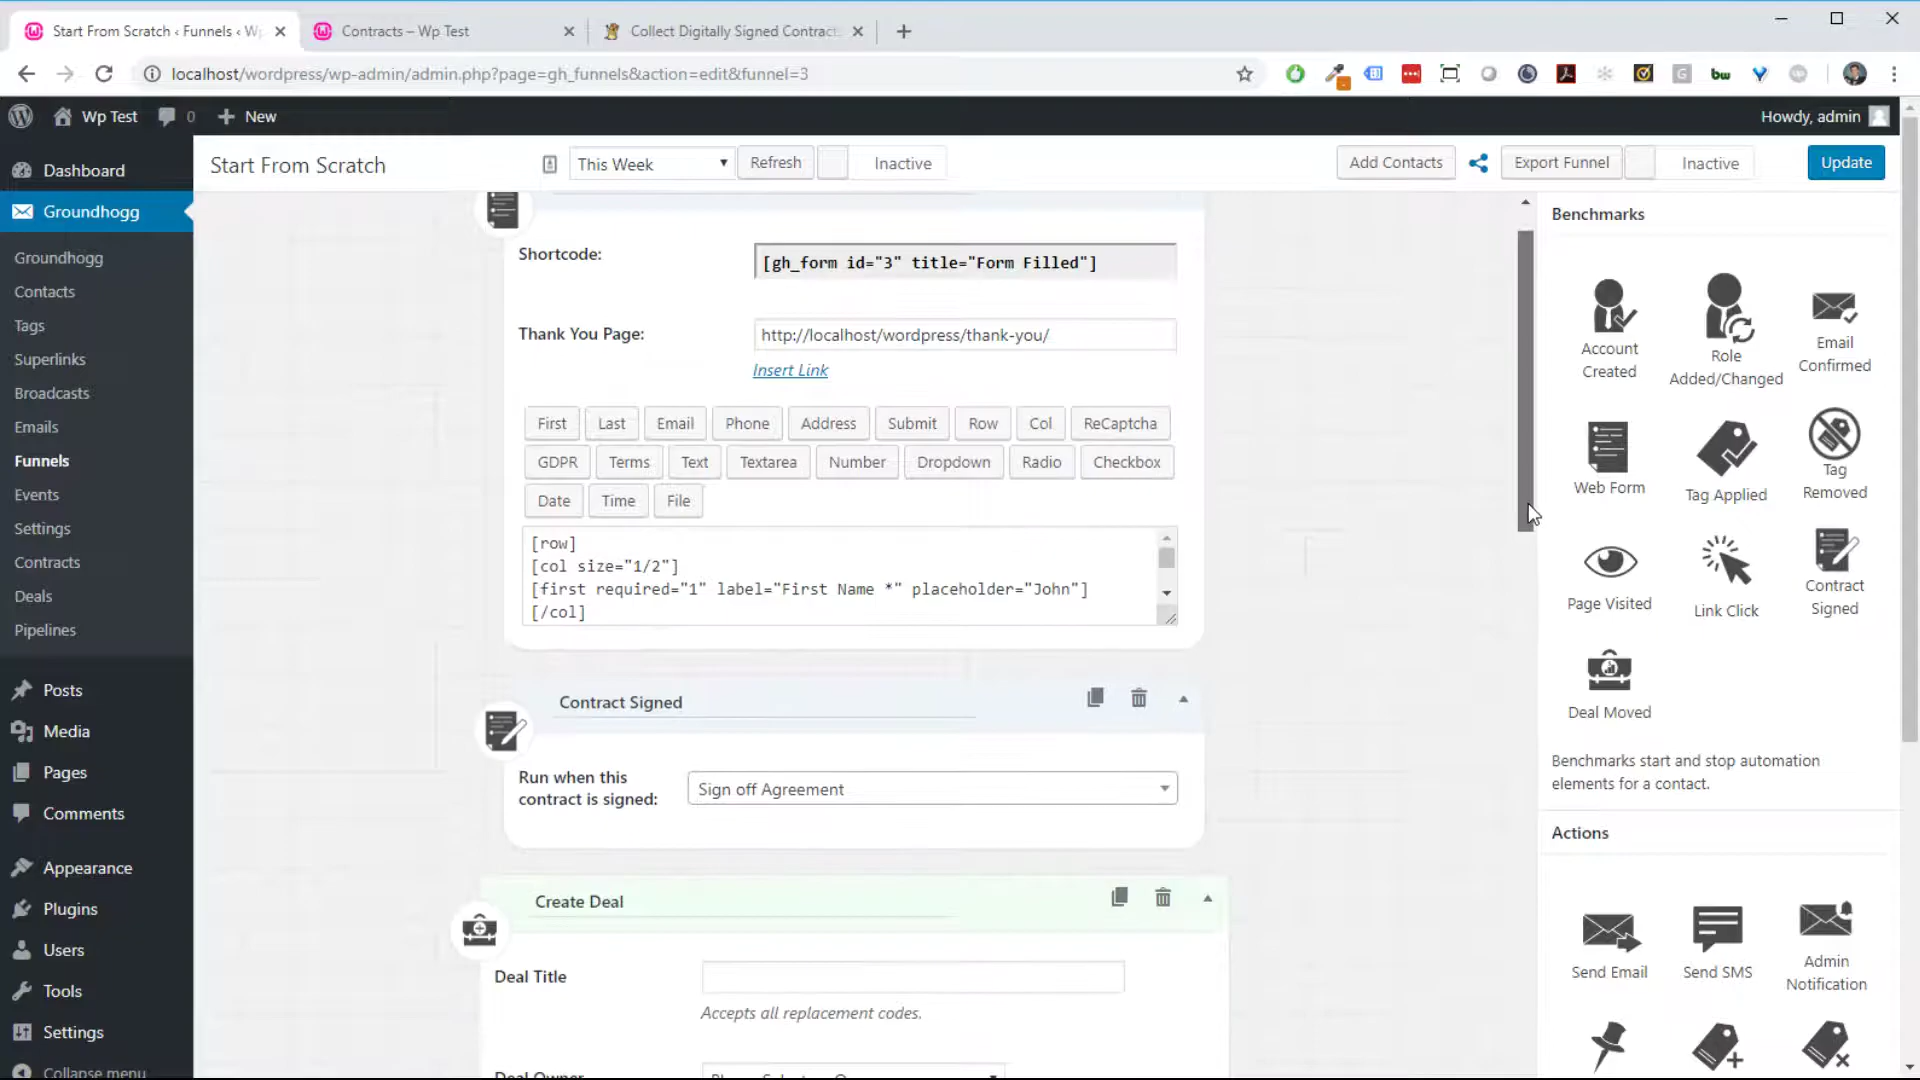 Start From Scratch ‹ Funnels ‹ Wp
Contracts – Wp Test
Collect Digitally Signed Contract
localhost/wordpress/wp-admin/admin.php?page=gh_funnels&action=edit&funnel=3
Wp Test
0
New
Howdy, admin
Dashboard
Groundhogg
Groundhogg
Contacts
Tags
Superlinks
Broadcasts
Emails
Funnels
Events
Settings
Contracts
Deals
Pipelines
Posts
Media
Pages
Comments
Appearance
Plugins
Users
Tools
Settings
Collapse menu
Start From Scratch
This Week
Refresh
Inactive
Add Contacts
Export Funnel
Inactive
Update
Shortcode:
[gh_form id="3" title="Form Filled"]
Thank You Page:
http://localhost/wordpress/thank-you/
Insert Link
First Last Email Phone Address Submit Row Col ReCaptcha
GDPR Terms Text Textarea Number Dropdown Radio Checkbox
Date Time File
[row]
[col size="1/2"]
[first required="1" label="First Name *" placeholder="John"]
[/col]
Contract Signed
Run when this
contract is signed:
Sign off Agreement
Create Deal
Deal Title
Accepts all replacement codes.
Deal Owner
Benchmarks
Account
Created
Role
Added/Changed
Email
Confirmed
Web Form
Tag Applied
Tag
Removed
Page Visited
Link Click
Contract
Signed
Deal Moved
Benchmarks start and stop automation
elements for a contact.
Actions
Send Email
Send SMS
Admin
Notification
bw